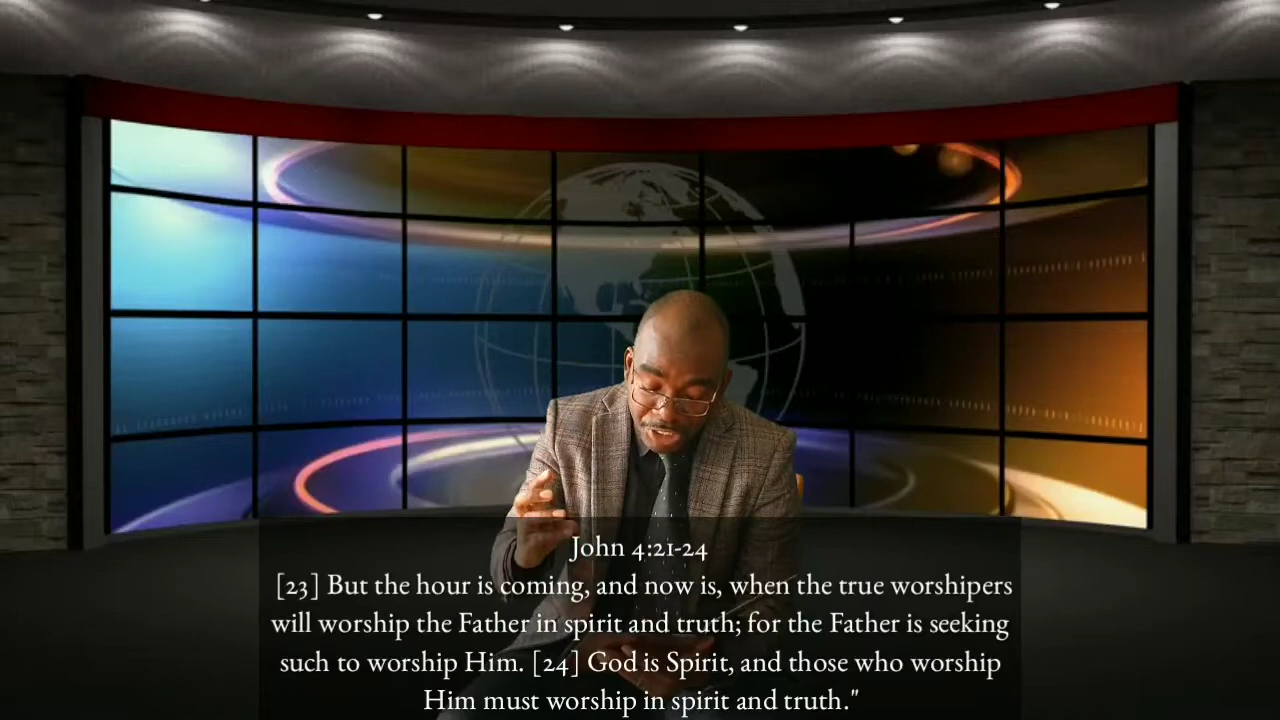 John 4:21-24
[23] But the hour is coming, and now is, when the true worshipers
will worship the Father in spirit and truth; for the Father is seeking
such to worship Him. [24] God is Spirit, and those who worship
Him must worship in spirit and truth."